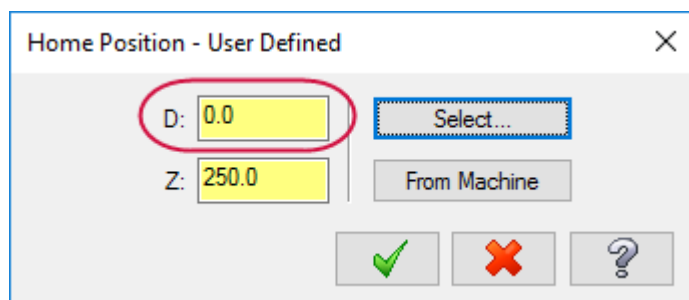 Home Position - User Defined
D: 0.0
Select...
Z: 250.0
From Machine